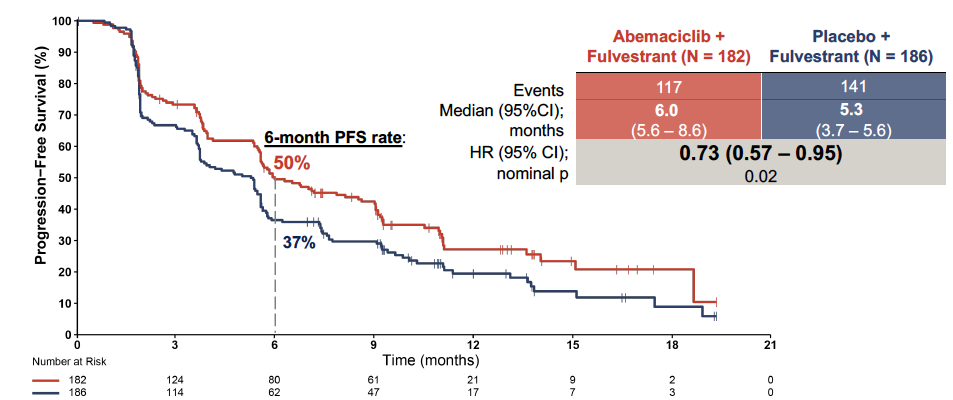 Abemaciclib +
Fulvestrant (N = 182)
Placebo +
Fulvestrant (N = 186)
Events
117
141
Median (95%CI);
months
6.0
(5.6 – 8.6)
5.3
(3.7 – 5.6)
HR (95% CI);
nominal p
0.73 (0.57 – 0.95)
0.02
Progression–Free Survival (%)
100
90
80
70
60
50
40
30
20
10
0
6-month PFS rate:
50%
37%
0 3 6 9 12 15 18 21
Time (months)
Number at Risk
182 124 80 61 21 9 2 0
186 114 62 47 17 7 3 0